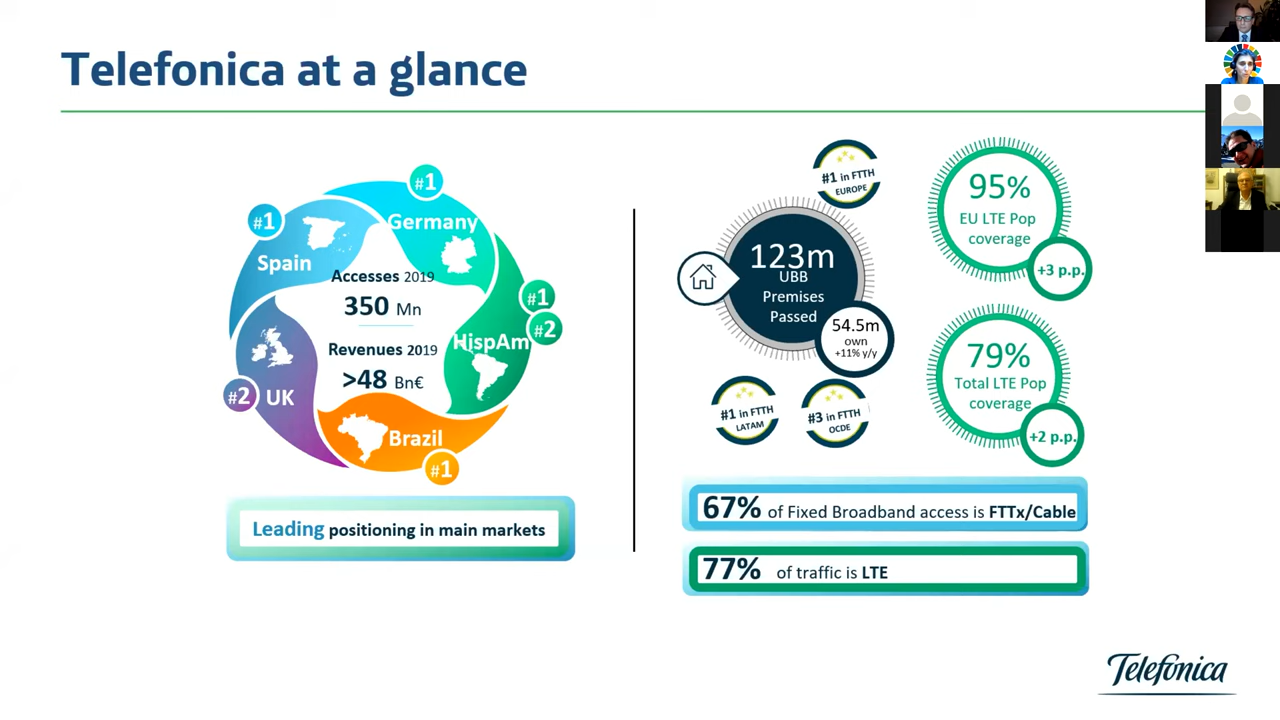 Telefonica at a glance
#1
#1
Germany
Spain
Accesses 2019
350 Mn
#1
#2
HispAm
Revenues 2019
>48 Bn€
#2
UK
Brazil
#1
Leading positioning in main markets
#1 in FTTH
EUROPE
123m
UBB
Premises
Passed
54.5m
own
+11% y/y
#1 in FTTH
LATAM
#3 in FTTH
OCDE
95%
EU LTE Pop
coverage
+3 p.p.
79%
Total LTE Pop
coverage
+2 p.p.
67% of Fixed Broadband access is FTTx/Cable
77% of traffic is LTE
Telefónica